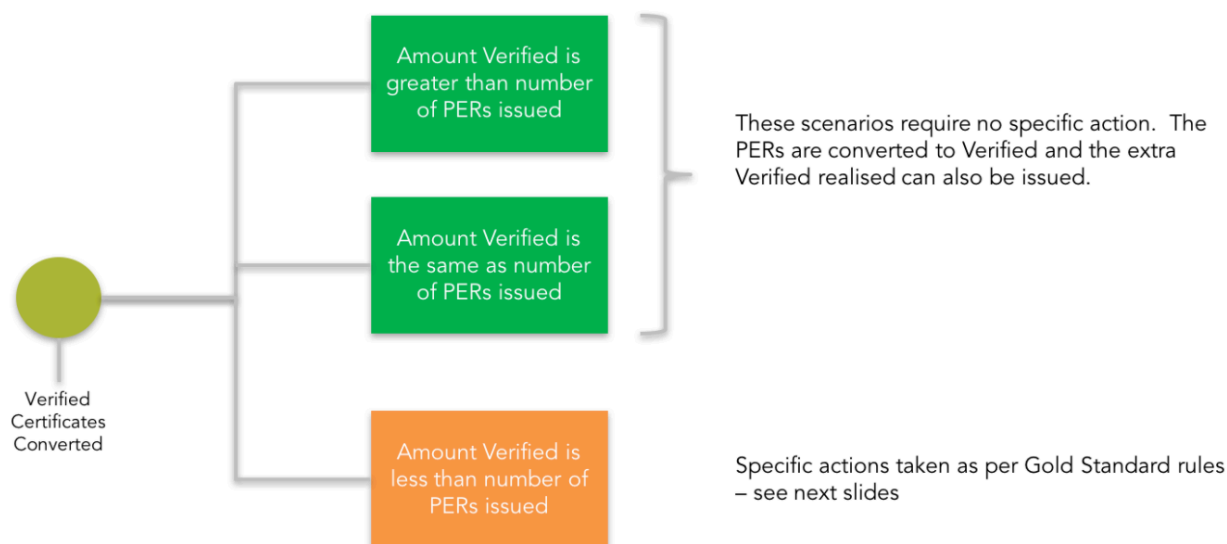 Amount Verified is
greater than number
of PERs issued
These scenarios require no specific action.  The
PERs are converted to Verified and the extra
Verified realised can also be issued.
Amount Verified is
the same as number
of PERs issued
Verified
Certificates
Converted
Amount Verified is
less than number of
PERs issued
Specific actions taken as per Gold Standard rules
– see next slides